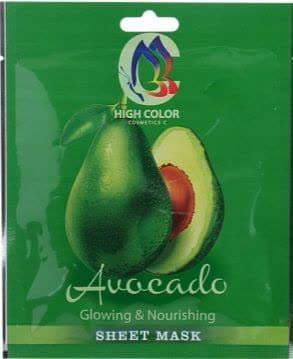 HIGH COLOR
COSMETICS C
Avocado
Glowing & Nourishing
SHEET MASK